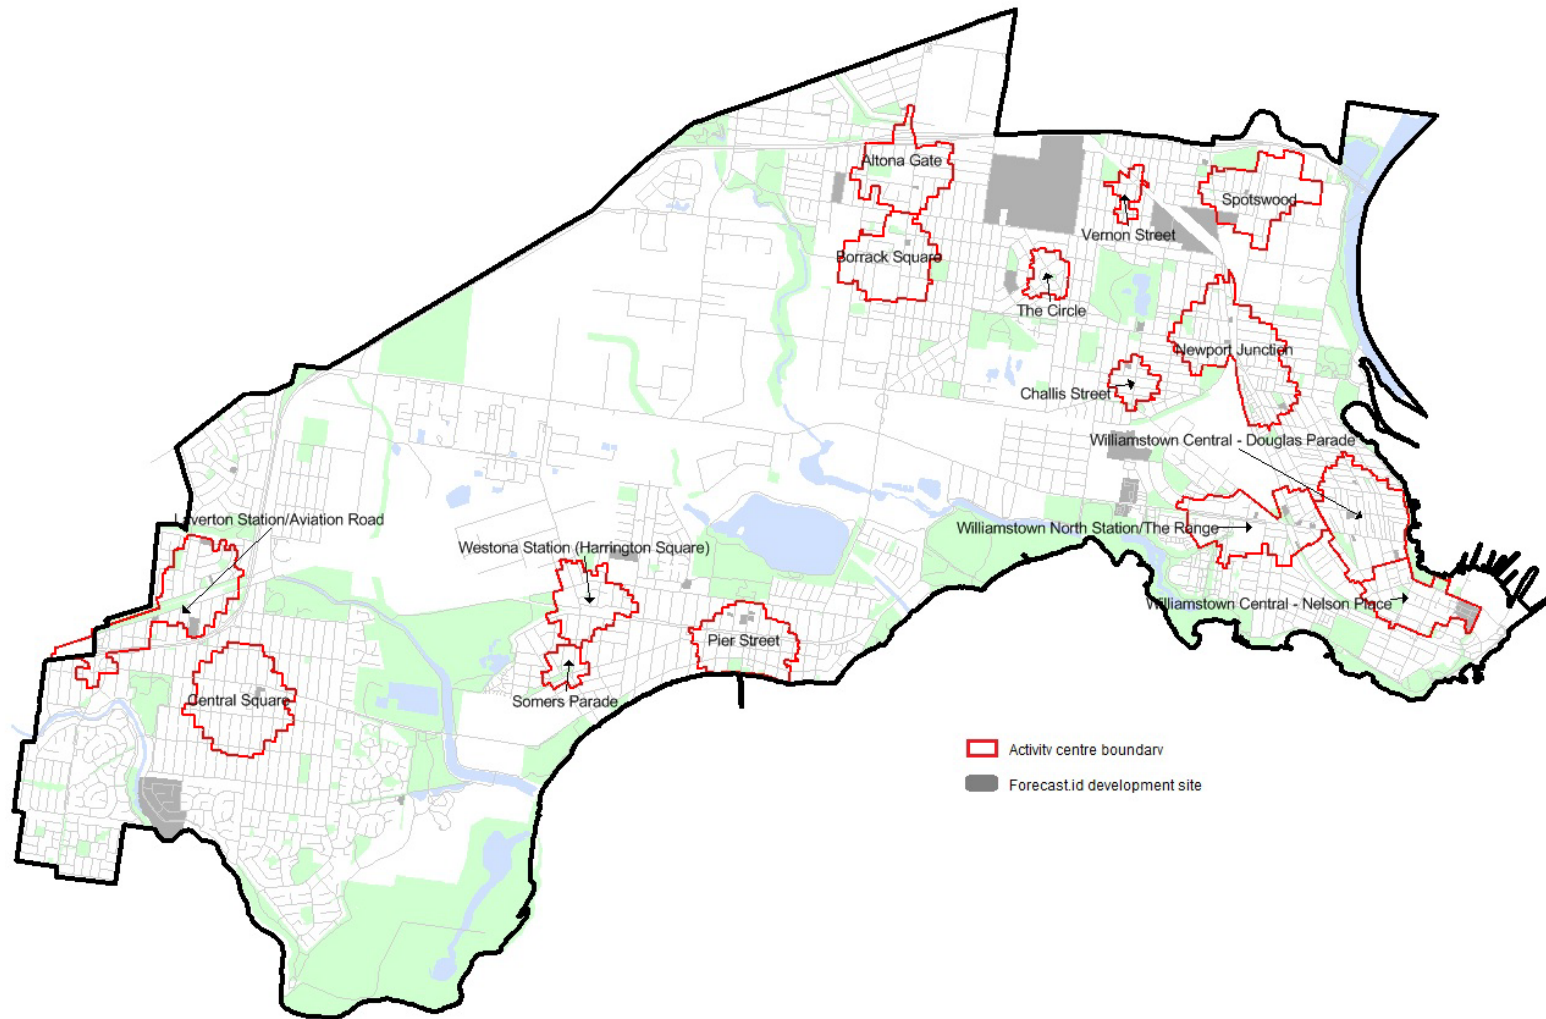 Altona Gate
Spotswood
Vernon Street
Borrack Square
The Circle
Newport Junction
Challis Street
Williamstown Central - Douglas Parade
Laverton Station/Aviation Road
Williamstown North Station/The Range
Westona Station (Harrington Square)
Williamstown Central - Nelson Place
Pier Street
Central Square
Somers Parade
Activity centre boundary
Forecast.id development site